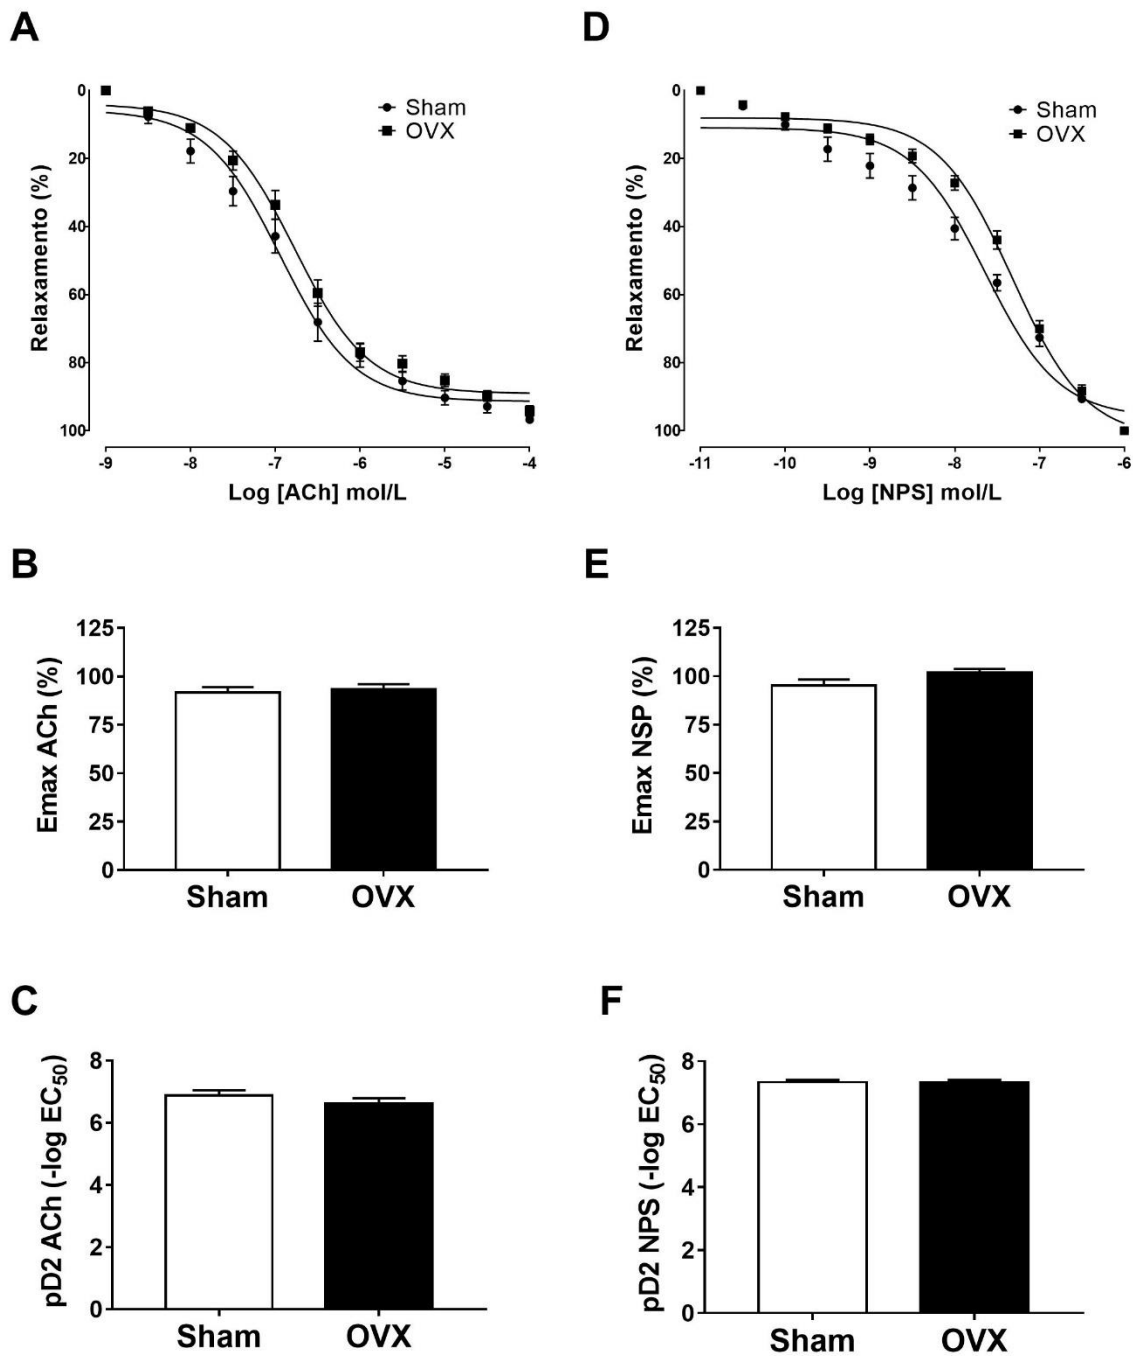 A
Relaxamento (%)
0
20
40
60
80
100
Sham
OVX
-9
-8
-7
-6
-5
-4
Log [ACh] mol/L
D
Relaxamento (%)
0
20
40
60
80
100
Sham
OVX
-11
-10
-9
-8
-7
-6
Log [NPS] mol/L
B
Emax ACh (%)
125
100
75
50
25
0
Sham
OVX
E
Emax NSP (%)
125
100
75
50
25
0
Sham
OVX
C
pD2 ACh (-log EC₅₀)
8
6
4
2
0
Sham
OVX
F
pD2 NPS (-log EC₅₀)
8
6
4
2
0
Sham
OVX